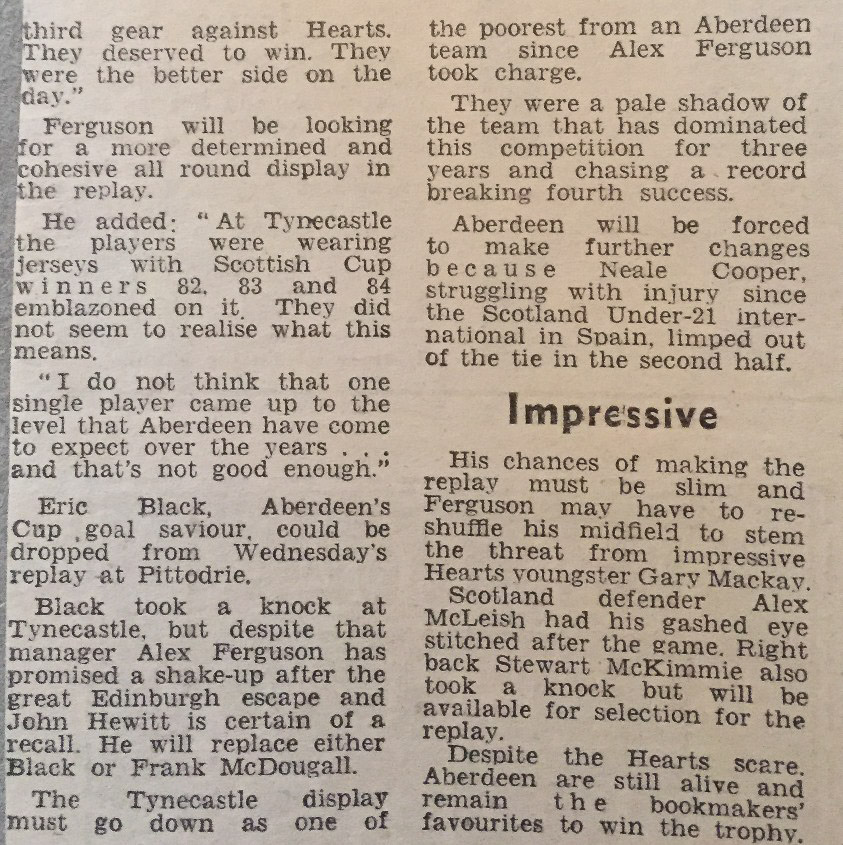 third gear against Hearts.
They deserved to win. They
were the better side on the
day."
Ferguson will be looking
for a more determined and
cohesive all round display in
the replay.
He added: "At Tynecastle
the players were wearing
jerseys with Scottish Cup
winners 82, 83 and 84
emblazoned on it. They did
not seem to realise what this
means.
"I do not think that one
single player came up to the
level that Aberdeen have come
to expect over the years . . .
and that's not good enough."
Eric Black, Aberdeen's
Cup goal saviour, could be
dropped from Wednesday's
replay at Pittodrie.
Black took a knock at
Tynecastle, but despite that
manager Alex Ferguson has
promised a shake-up after the
great Edinburgh escape and
John Hewitt is certain of a
recall. He will replace either
Black or Frank McDougall.
The Tynecastle display
must go down as one of
the poorest from an Aberdeen
team since Alex Ferguson
took charge.
They were a pale shadow of
the team that has dominated
this competition for three
years and chasing a record
breaking fourth success.
Aberdeen will be forced
to make further changes
because Neale Cooper,
struggling with injury since
the Scotland Under-21 inter-
national in Spain, limped out
of the tie in the second half.
Impressive
His chances of making the
replay must be slim and
Ferguson may have to re-
shuffle his midfield to stem
the threat from impressive
Hearts youngster Gary Mackay.
Scotland defender Alex
McLeish had his gashed eye
stitched after the game. Right
back Stewart McKimmie also
took a knock but will be
available for selection for the
replay.
Despite the Hearts scare,
Aberdeen are still alive and
remain the bookmakers'
favourites to win the trophy.